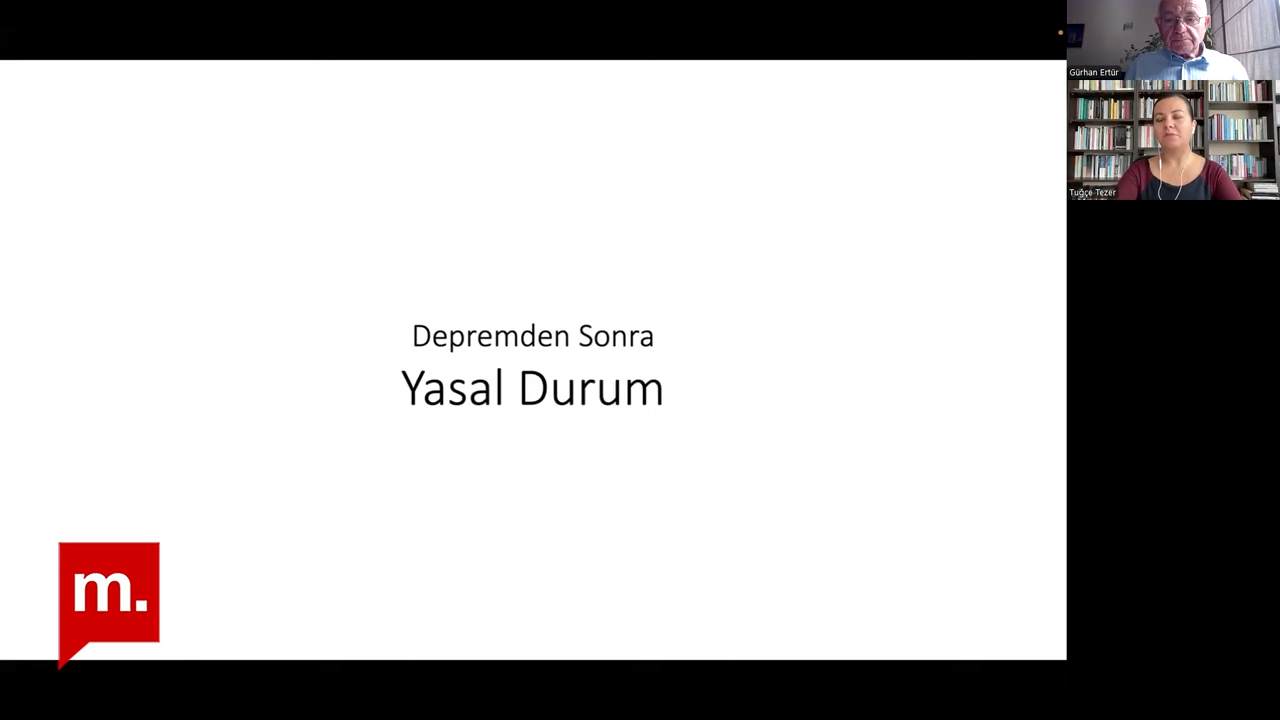 Gürhan Ertür
Tuğçe Tezer
Depremden Sonra
Yasal Durum
m.